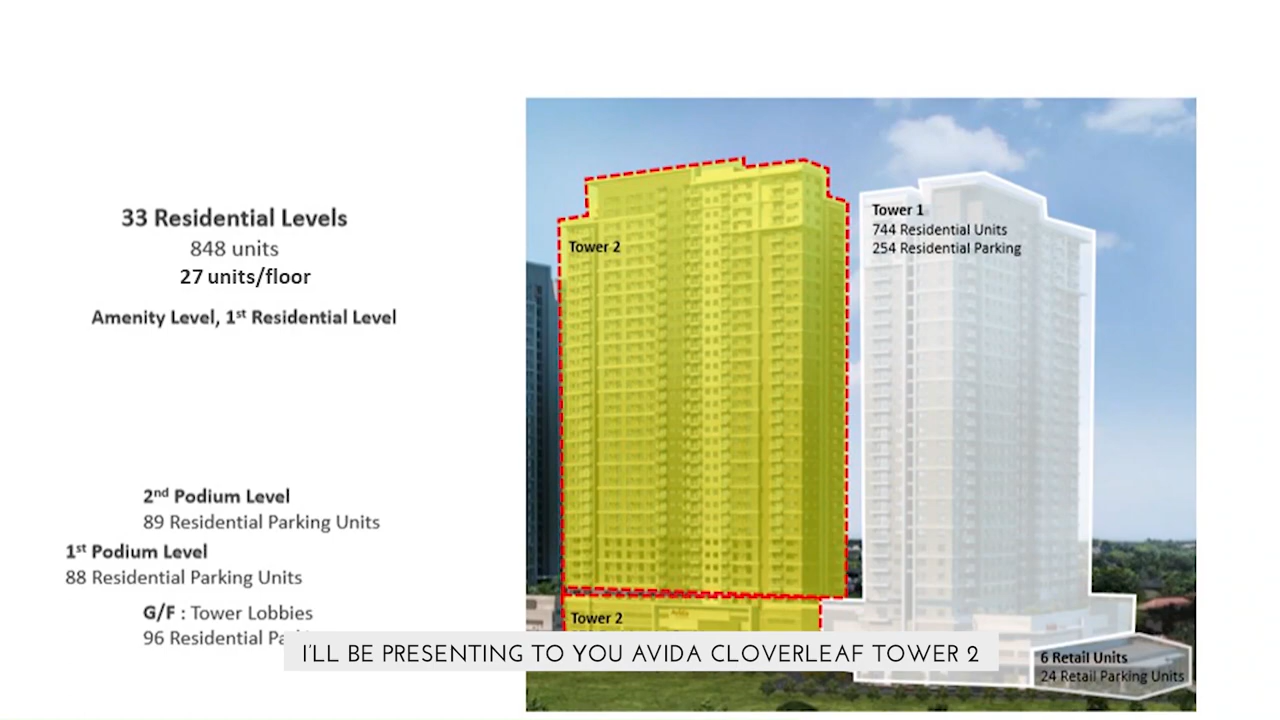 33 Residential Levels
848 units
27 units/floor
Amenity Level, 1st Residential Level
2nd Podium Level
89 Residential Parking Units
1st Podium Level
88 Residential Parking Units
G/F : Tower Lobbies
96 Residential
Tower 2
Tower 1
744 Residential Units
254 Residential Parking
Tower 2
6 Retail Units
24 Retail Parking Units
I'LL BE PRESENTING TO YOU AVIDA CLOVERLEAF TOWER 2